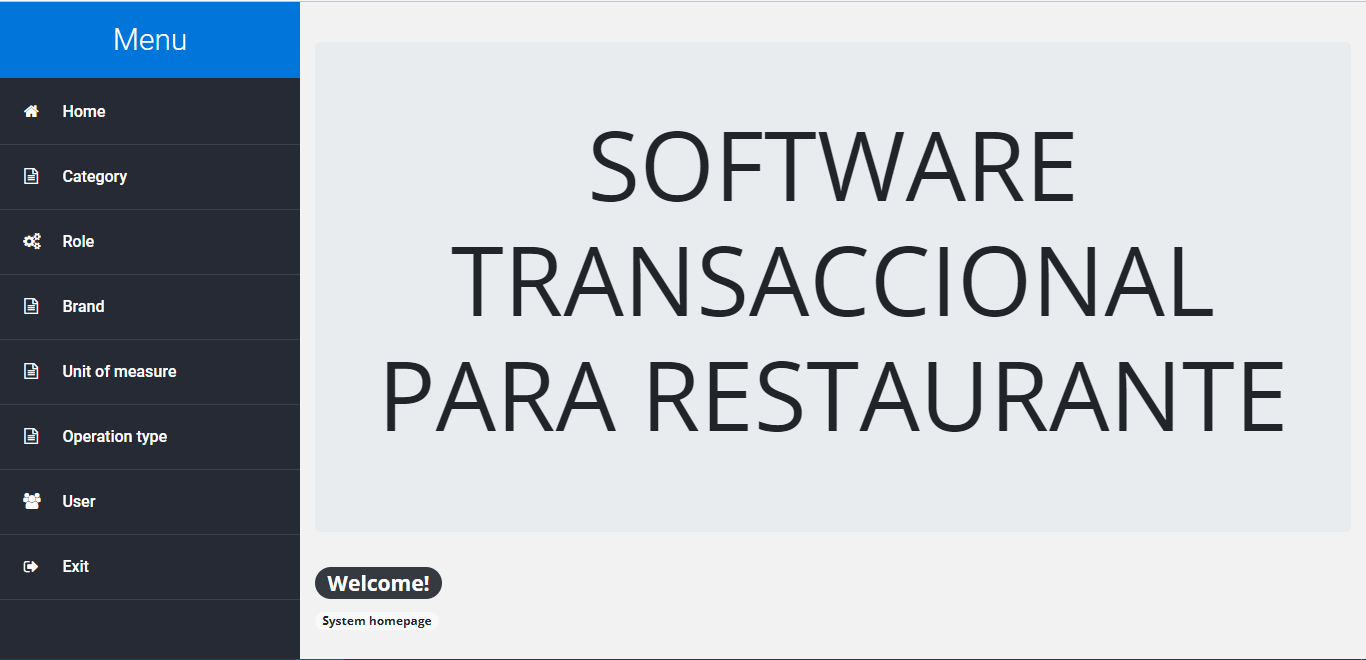 Menu
Home
Category
Role
Brand
Unit of measure
Operation type
User
Exit
SOFTWARE
TRANSACCIONAL
PARA RESTAURANTE
Welcome!
System homepage